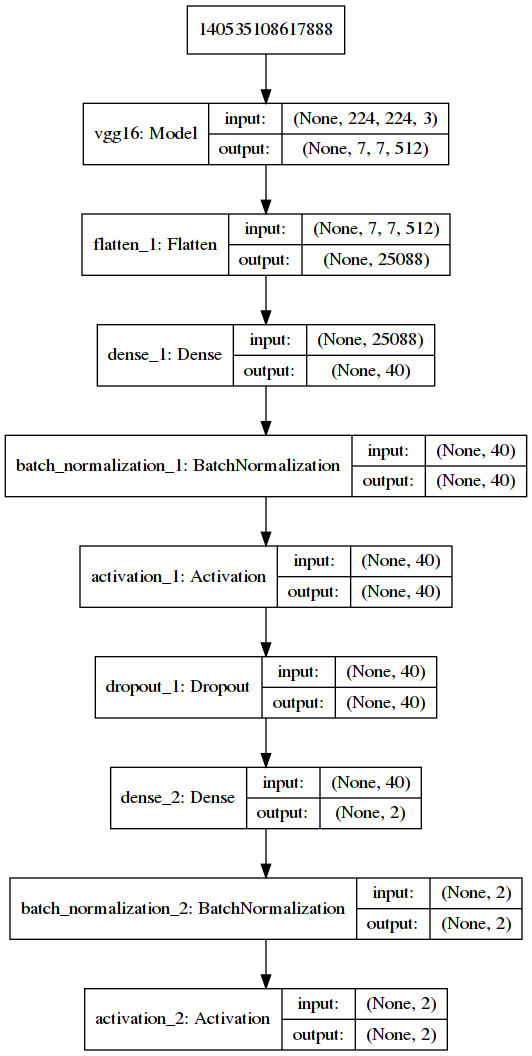 140535108617888
vgg16: Model
input: (None, 224, 224, 3)
output: (None, 7, 7, 512)
flatten_1: Flatten
input: (None, 7, 7, 512)
output: (None, 25088)
dense_1: Dense
input: (None, 25088)
output: (None, 40)
batch_normalization_1: BatchNormalization
input: (None, 40)
output: (None, 40)
activation_1: Activation
input: (None, 40)
output: (None, 40)
dropout_1: Dropout
input: (None, 40)
output: (None, 40)
dense_2: Dense
input: (None, 40)
output: (None, 2)
batch_normalization_2: BatchNormalization
input: (None, 2)
output: (None, 2)
activation_2: Activation
input: (None, 2)
output: (None, 2)